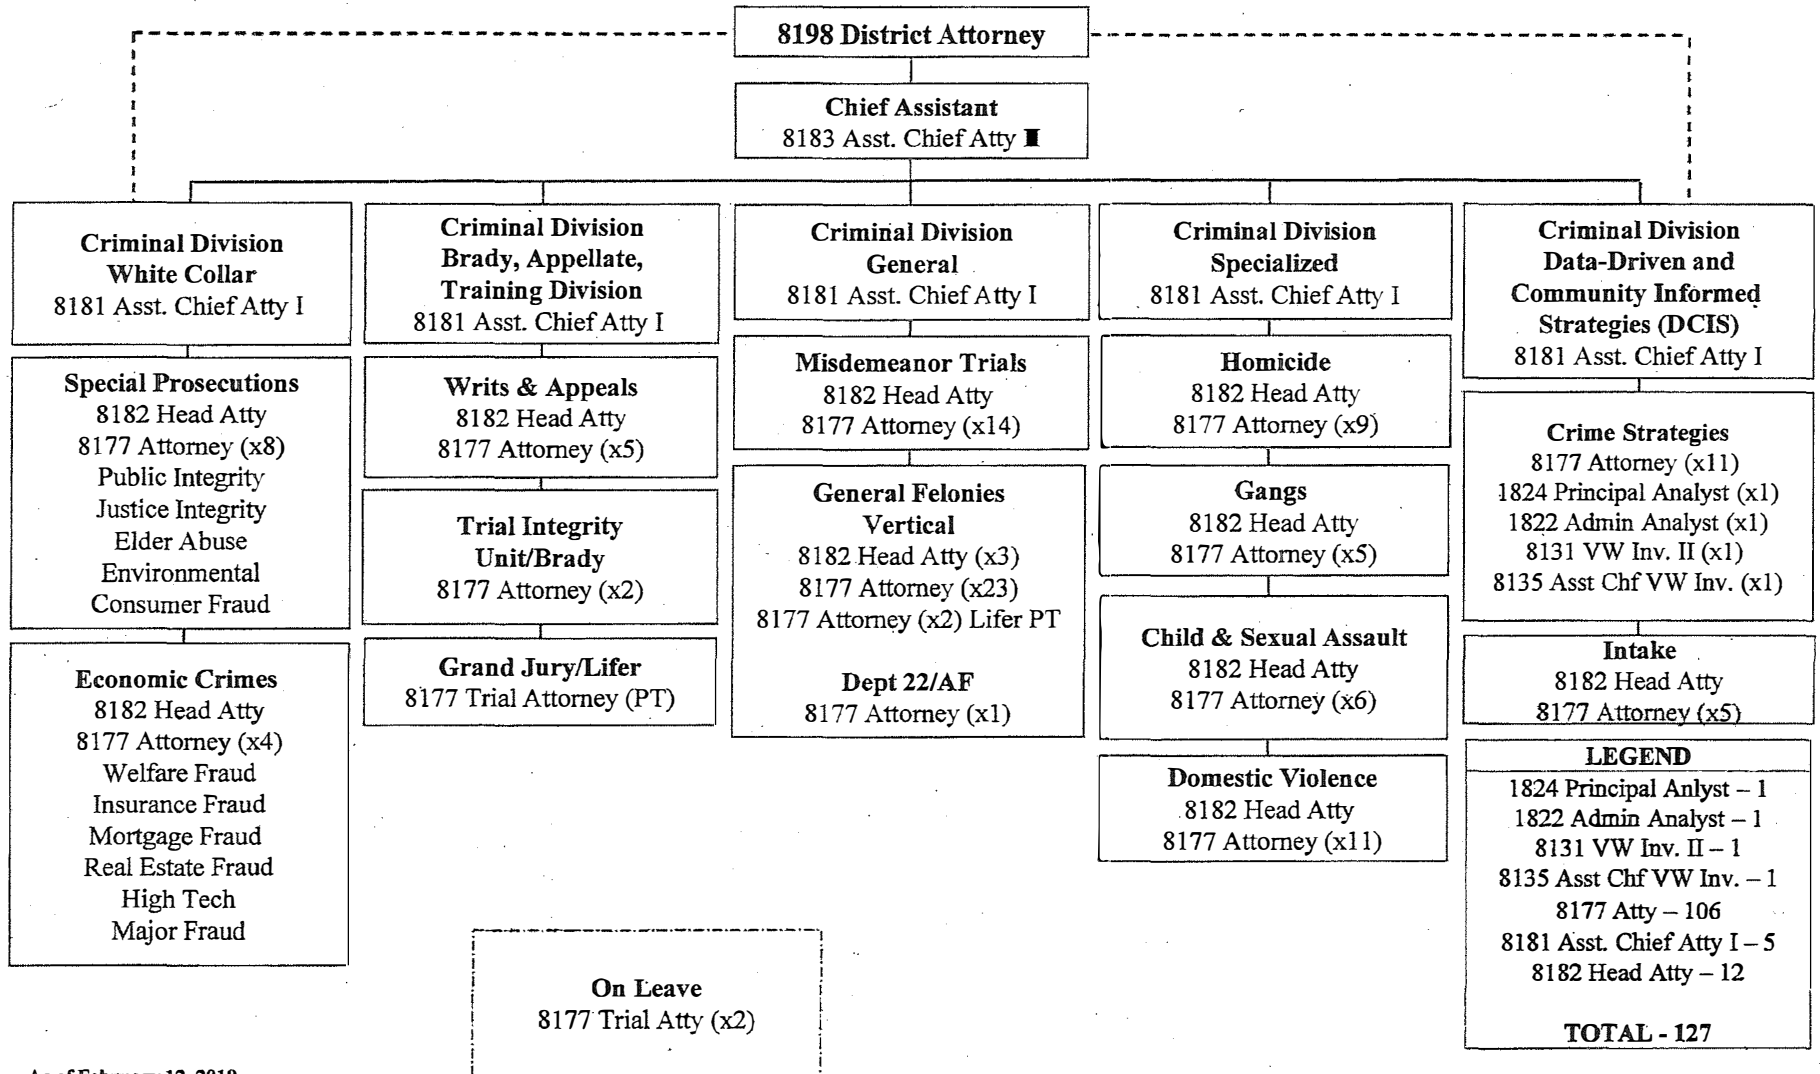 8198 District Attorney
Chief Assistant
8183 Asst. Chief Atty
Criminal Division
White Collar
8181 Asst. Chief Atty I
Special Prosecutions
8182 Head Atty
8177 Attorney (x8)
Public Integrity
Justice Integrity
Elder Abuse
Environmental
Consumer Fraud
Economic Crimes
8182 Head Atty
8177 Attorney (x4)
Welfare Fraud
Insurance Fraud
Mortgage Fraud
Real Estate Fraud
High Tech
Major Fraud
Criminal Division
Brady, Appellate,
Training Division
8181 Asst. Chief Atty I
Writs & Appeals
8182 Head Atty
8177 Attorney (x5)
Trial Integrity
Unit/Brady
8177 Attorney (x2)
Grand Jury/Lifer
8177 Trial Attorney (PT)
Criminal Division
General
8181 Asst. Chief Atty I
Misdemeanor Trials
8182 Head Atty
8177 Attorney (x14)
General Felonies
Vertical
8182 Head Atty (x3)
8177 Attorney (x23)
8177 Attorney (x2) Lifer PT
Dept 22/AF
8177 Attorney (x1)
Criminal Division
Specialized
8181 Asst. Chief Atty I
Homicide
8182 Head Atty
8177 Attorney (x9)
Gangs
8182 Head Atty
8177 Attorney (x5)
Child & Sexual Assault
8182 Head Atty
8177 Attorney (x6)
Domestic Violence
8182 Head Atty
8177 Attorney (x11)
Criminal Division
Data-Driven and
Community Informed
Strategies (DCIS)
8181 Asst. Chief Atty I
Crime Strategies
8177 Attorney (x11)
1824 Principal Analyst (x1)
1822 Admin Analyst (x1)
8131 VW Inv. II (x1)
8135 Asst Chf VW Inv. (x1)
Intake
8182 Head Atty
8177 Attorney (x5)
LEGEND
1824 Principal Anlyst – 1
1822 Admin Analyst – 1
8131 VW Inv. II – 1
8135 Asst Chf VW Inv. – 1
8177 Atty – 106
8181 Asst. Chief Atty I – 5
8182 Head Atty – 12
TOTAL - 127
On Leave
8177 Trial Atty (x2)
As of February 12,